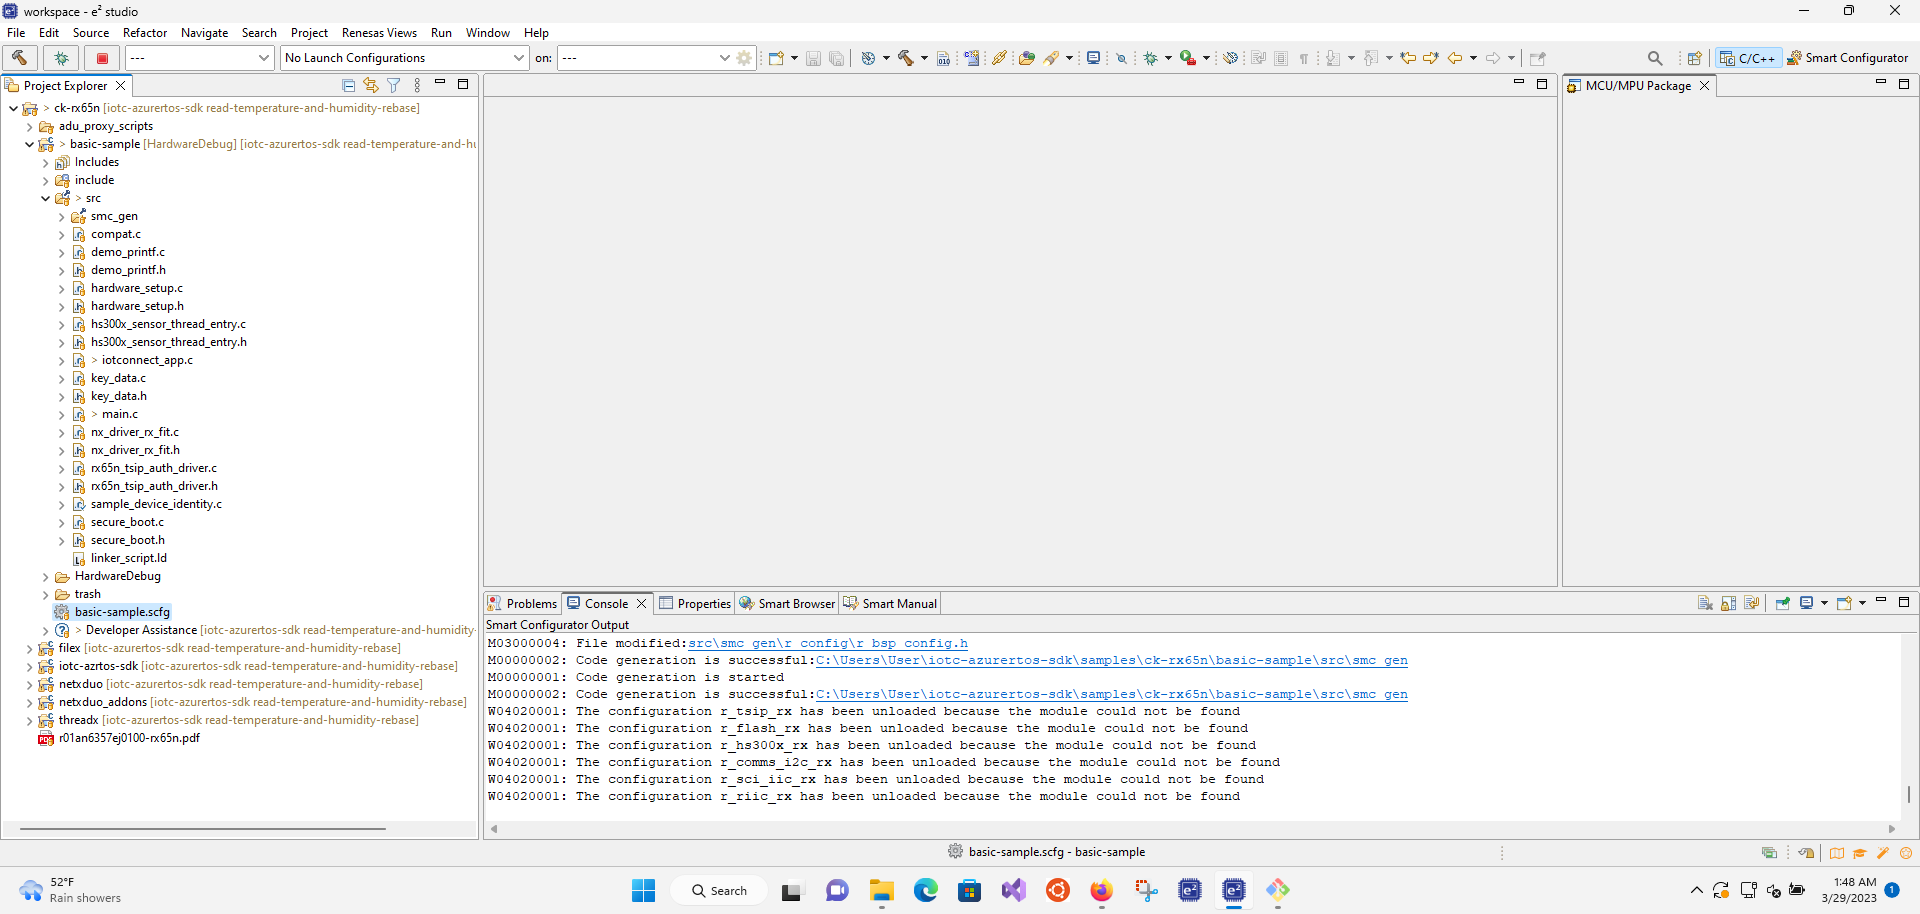 workspace - e² studio
File Edit Source Refactor Navigate Search Project Renesas Views Run Window Help
--- No Launch Configurations on: --- C/C++ Smart Configurator
Project Explorer
> ck-rx65n [iotc-azurertos-sdk read-temperature-and-humidity-rebase]
adu_proxy_scripts
> basic-sample [HardwareDebug] [iotc-azurertos-sdk read-temperature-and-hu
Includes
include
> src
smc_gen
compat.c
demo_printf.c
demo_printf.h
hardware_setup.c
hardware_setup.h
hs300x_sensor_thread_entry.c
hs300x_sensor_thread_entry.h
> iotconnect_app.c
key_data.c
key_data.h
> main.c
nx_driver_rx_fit.c
nx_driver_rx_fit.h
rx65n_tsip_auth_driver.c
rx65n_tsip_auth_driver.h
sample_device_identity.c
secure_boot.c
secure_boot.h
linker_script.ld
HardwareDebug
trash
basic-sample.scfg
> Developer Assistance [iotc-azurertos-sdk read-temperature-and-humidity-
filex [iotc-azurertos-sdk read-temperature-and-humidity-rebase]
iotc-azrtos-sdk [iotc-azurertos-sdk read-temperature-and-humidity-rebase]
netxduo [iotc-azurertos-sdk read-temperature-and-humidity-rebase]
netxduo_addons [iotc-azurertos-sdk read-temperature-and-humidity-rebase]
threadx [iotc-azurertos-sdk read-temperature-and-humidity-rebase]
r01an6357ej0100-rx65n.pdf
MCU/MPU Package
Problems Console Properties Smart Browser Smart Manual
Smart Configurator Output
M03000004: File modified:src\smc_gen\r_config\r_bsp_config.h
M00000002: Code generation is successful:C:\Users\User\iotc-azurertos-sdk\samples\ck-rx65n\basic-sample\src\smc_gen
M00000001: Code generation is started
M00000002: Code generation is successful:C:\Users\User\iotc-azurertos-sdk\samples\ck-rx65n\basic-sample\src\smc_gen
W04020001: The configuration r_tsip_rx has been unloaded because the module could not be found
W04020001: The configuration r_flash_rx has been unloaded because the module could not be found
W04020001: The configuration r_hs300x_rx has been unloaded because the module could not be found
W04020001: The configuration r_comms_i2c_rx has been unloaded because the module could not be found
W04020001: The configuration r_sci_iic_rx has been unloaded because the module could not be found
W04020001: The configuration r_riic_rx has been unloaded because the module could not be found
basic-sample.scfg - basic-sample
52°F
Rain showers
Search
1:48 AM
3/29/2023
1